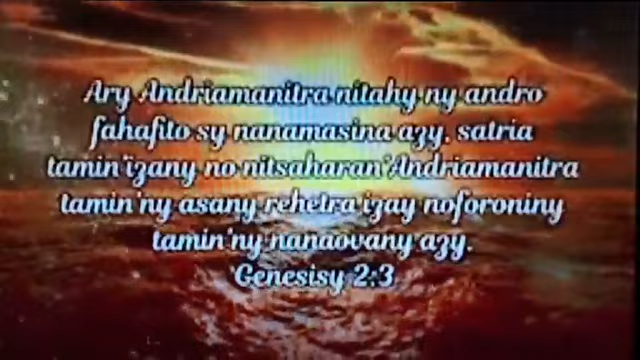 Ary Andriamanitra nitahy ny andro
fahafito sy nanamasina azy, satria
tamin'izany no nitsaharan'Andriamanitra
tamin'ny asany rehetra izay noforoniny
tamin'ny nanaovany azy.
Genesisy 2:3